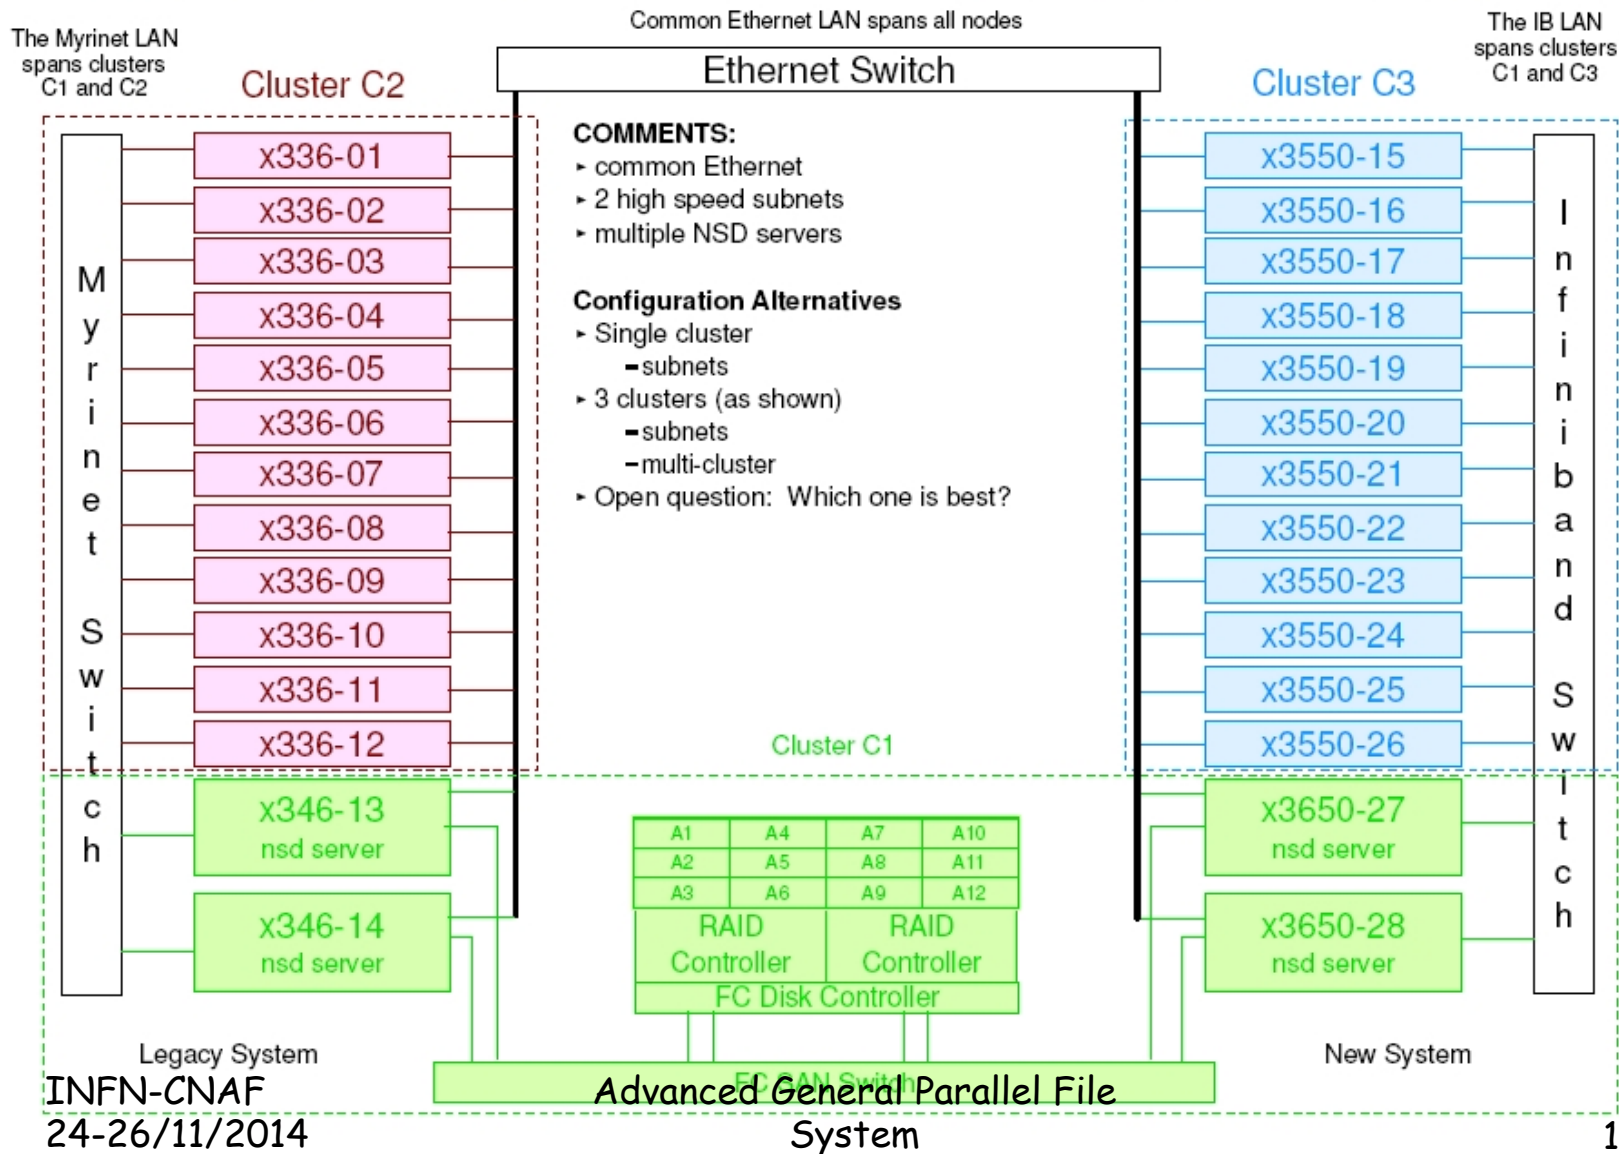 Common Ethernet LAN spans all nodes
The Myrinet LAN
spans clusters
C1 and C2
The IB LAN
spans clusters
C1 and C3
Cluster C2
Ethernet Switch
Cluster C3
Myrinet Switch
x336-01
x336-02
x336-03
x336-04
x336-05
x336-06
x336-07
x336-08
x336-09
x336-10
x336-11
x336-12
COMMENTS:
▸ common Ethernet
▸ 2 high speed subnets
▸ multiple NSD servers
Configuration Alternatives
▸ Single cluster
–subnets
▸ 3 clusters (as shown)
–subnets
–multi-cluster
▸ Open question: Which one is best?
x3550-15
x3550-16
x3550-17
x3550-18
x3550-19
x3550-20
x3550-21
x3550-22
x3550-23
x3550-24
x3550-25
x3550-26
Infiniband Switch
Cluster C1
x346-13
nsd server
x346-14
nsd server
A1 A4 A7 A10
A2 A5 A8 A11
A3 A6 A9 A12
RAID Controller
RAID Controller
FC Disk Controller
x3650-27
nsd server
x3650-28
nsd server
Legacy System
New System
FC SAN Switch
INFN-CNAF
24-26/11/2014
Advanced General Parallel File
System
1